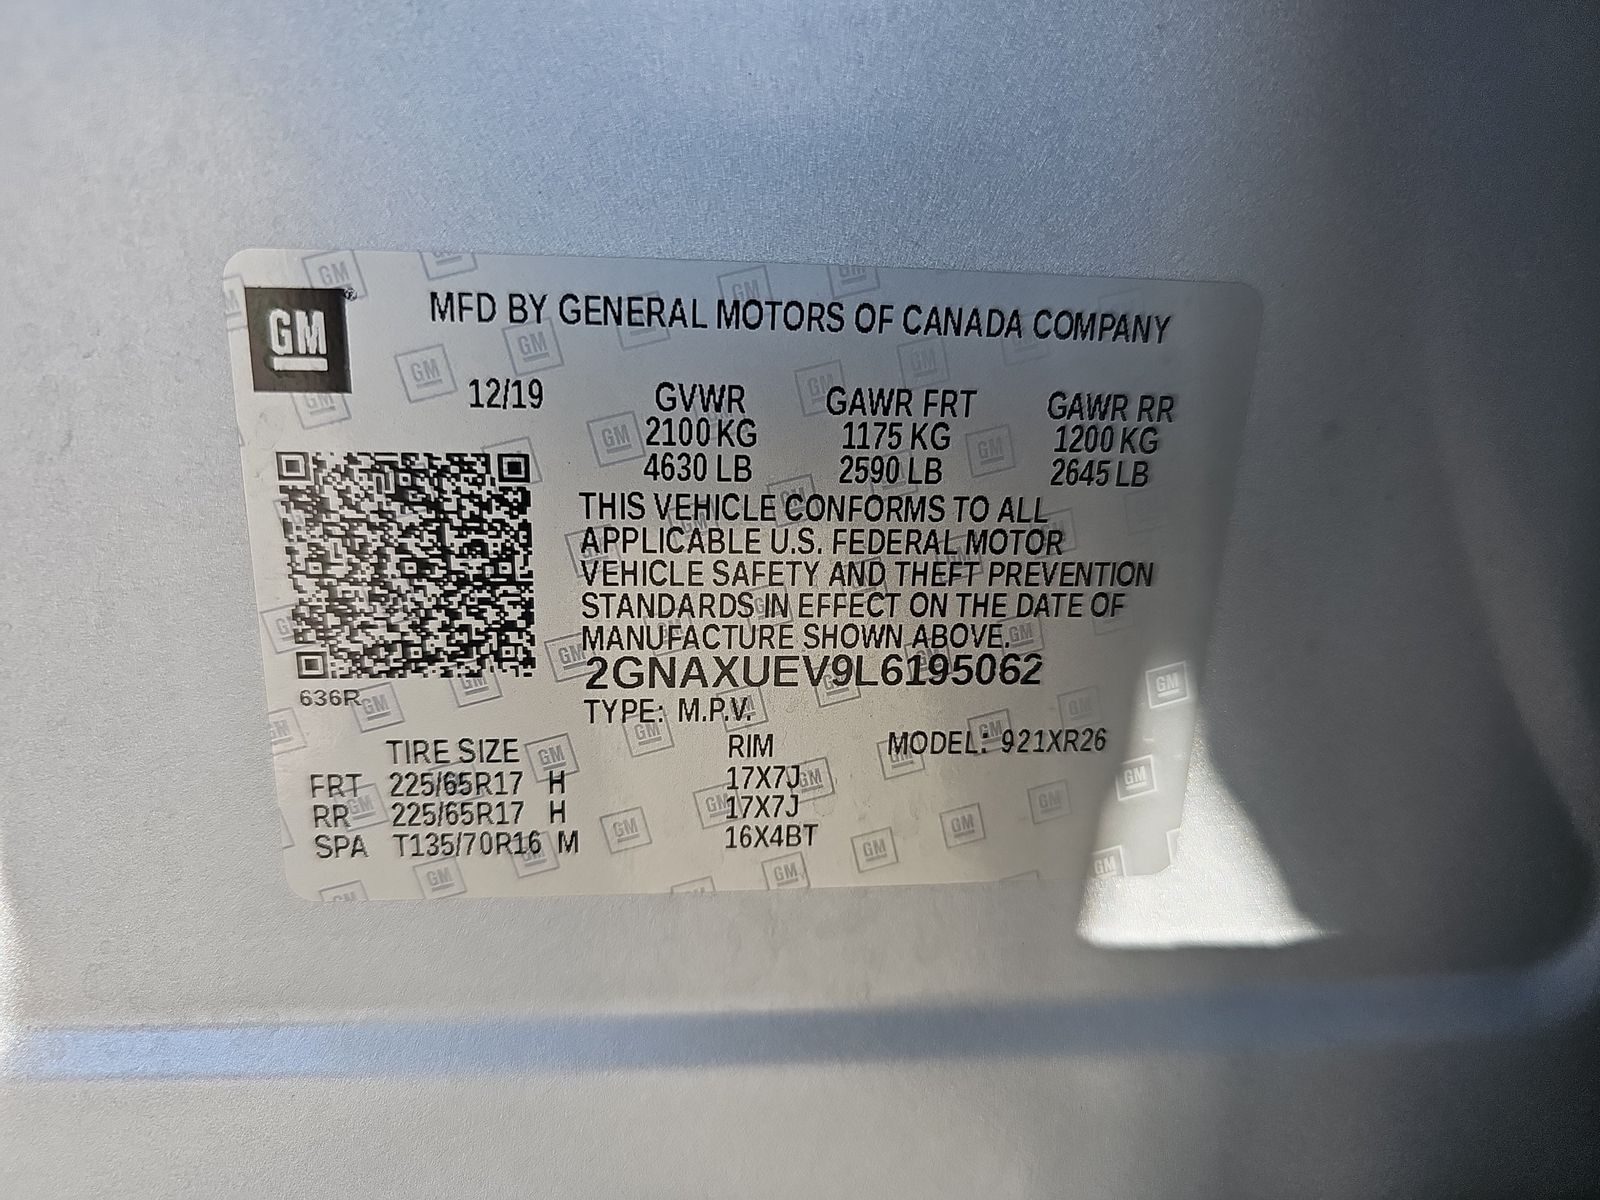 GM
MFD BY GENERAL MOTORS OF CANADA COMPANY
12/19 GVWR GAWR FRT GAWR RR
2100 KG 1175 KG 1200 KG
4630 LB 2590 LB 2645 LB
THIS VEHICLE CONFORMS TO ALL
APPLICABLE U.S. FEDERAL MOTOR
VEHICLE SAFETY AND THEFT PREVENTION
STANDARDS IN EFFECT ON THE DATE OF
MANUFACTURE SHOWN ABOVE.
2GNAXUEV9L6195062
636R
TYPE: M.P.V.
TIRE SIZE RIM MODEL: 921XR26
FRT 225/65R17 H 17X7J
RR 225/65R17 H 17X7J
SPA T135/70R16 M 16X4BT